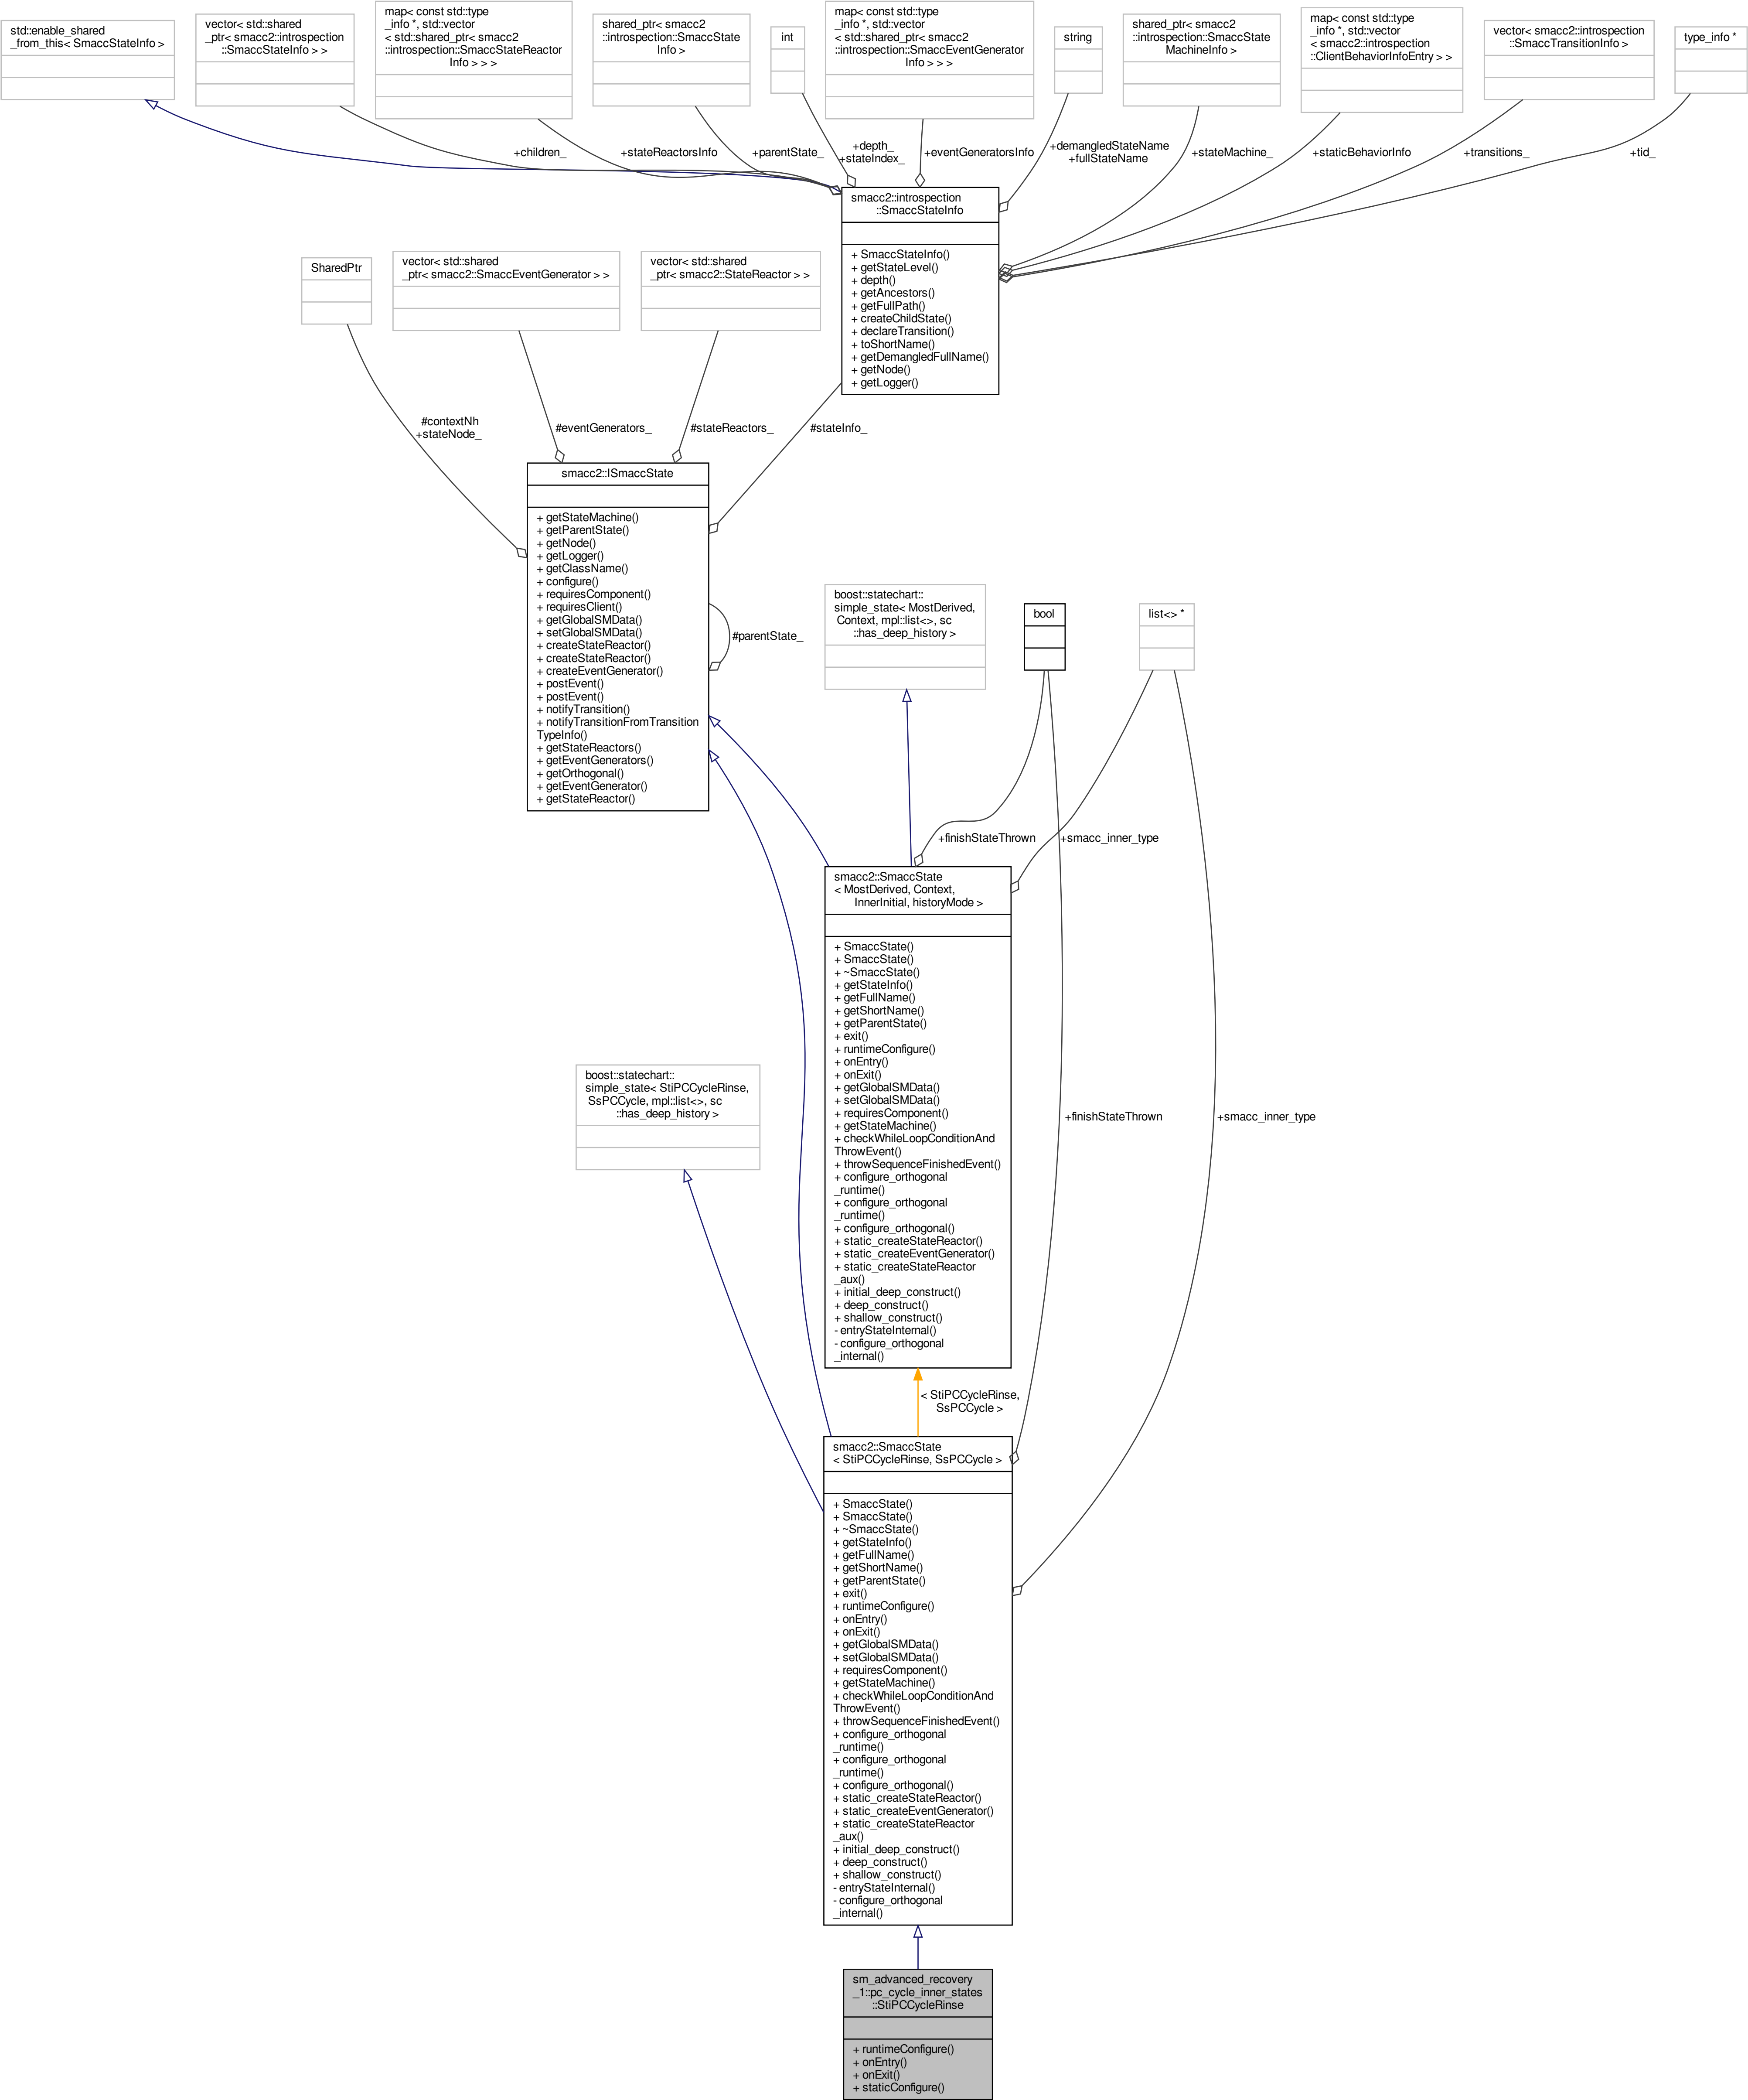 std::enable_shared
_from_this< SmaccStateInfo >
vector< std::shared
_ptr< smacc2::introspection
::SmaccStateInfo > >
map< const std::type
_info *, std::vector
< std::shared_ptr< smacc2
::introspection::SmaccStateReactor
Info > > >
shared_ptr< smacc2
::introspection::SmaccState
Info >
int
map< const std::type
_info *, std::vector
< std::shared_ptr< smacc2
::introspection::SmaccEventGenerator
Info > > >
string
shared_ptr< smacc2
::introspection::SmaccState
MachineInfo >
map< const std::type
_info *, std::vector
< smacc2::introspection
::ClientBehaviorInfoEntry > >
vector< smacc2::introspection
::SmaccTransitionInfo >
type_info *
+children_
+stateReactorsInfo
+parentState_
+depth_
+stateIndex_
+eventGeneratorsInfo
+demangledStateName
+fullStateName
+stateMachine_
+staticBehaviorInfo
+transitions_
+tid_
smacc2::introspection
::SmaccStateInfo
+ SmaccStateInfo()
+ getStateLevel()
+ depth()
+ getAncestors()
+ getFullPath()
+ createChildState()
+ declareTransition()
+ toShortName()
+ getDemangledFullName()
+ getNode()
+ getLogger()
SharedPtr
vector< std::shared
_ptr< smacc2::SmaccEventGenerator > >
vector< std::shared
_ptr< smacc2::StateReactor > >
#contextNh
+stateNode_
#eventGenerators_
#stateReactors_
#stateInfo_
smacc2::ISmaccState
+ getStateMachine()
+ getParentState()
+ getNode()
+ getLogger()
+ getClassName()
+ configure()
+ requiresComponent()
+ requiresClient()
+ getGlobalSMData()
+ setGlobalSMData()
+ createStateReactor()
+ createStateReactor()
+ createEventGenerator()
+ postEvent()
+ postEvent()
+ notifyTransition()
+ notifyTransitionFromTransition
TypeInfo()
+ getStateReactors()
+ getEventGenerators()
+ getOrthogonal()
+ getEventGenerator()
+ getStateReactor()
#parentState_
boost::statechart::
simple_state< MostDerived,
Context, mpl::list<>, sc
::has_deep_history >
bool
list<> *
+finishStateThrown
+smacc_inner_type
smacc2::SmaccState
< MostDerived, Context,
InnerInitial, historyMode >
+ SmaccState()
+ SmaccState()
+ ~SmaccState()
+ getStateInfo()
+ getFullName()
+ getShortName()
+ getParentState()
+ exit()
+ runtimeConfigure()
+ onEntry()
+ onExit()
+ getGlobalSMData()
+ setGlobalSMData()
+ requiresComponent()
+ getStateMachine()
+ checkWhileLoopConditionAnd
ThrowEvent()
+ throwSequenceFinishedEvent()
+ configure_orthogonal
_runtime()
+ configure_orthogonal
_runtime()
+ configure_orthogonal()
+ static_createStateReactor()
+ static_createEventGenerator()
+ static_createStateReactor
_aux()
+ initial_deep_construct()
+ deep_construct()
+ shallow_construct()
- entryStateInternal()
- configure_orthogonal
_internal()
boost::statechart::
simple_state< StiPCCycleRinse,
SsPCCycle, mpl::list<>, sc
::has_deep_history >
+finishStateThrown
+smacc_inner_type
< StiPCCycleRinse,
SsPCCycle >
smacc2::SmaccState
< StiPCCycleRinse, SsPCCycle >
+ SmaccState()
+ SmaccState()
+ ~SmaccState()
+ getStateInfo()
+ getFullName()
+ getShortName()
+ getParentState()
+ exit()
+ runtimeConfigure()
+ onEntry()
+ onExit()
+ getGlobalSMData()
+ setGlobalSMData()
+ requiresComponent()
+ getStateMachine()
+ checkWhileLoopConditionAnd
ThrowEvent()
+ throwSequenceFinishedEvent()
+ configure_orthogonal
_runtime()
+ configure_orthogonal
_runtime()
+ configure_orthogonal()
+ static_createStateReactor()
+ static_createEventGenerator()
+ static_createStateReactor
_aux()
+ initial_deep_construct()
+ deep_construct()
+ shallow_construct()
- entryStateInternal()
- configure_orthogonal
_internal()
sm_advanced_recovery
_1::pc_cycle_inner_states
::StiPCCycleRinse
+ runtimeConfigure()
+ onEntry()
+ onExit()
+ staticConfigure()